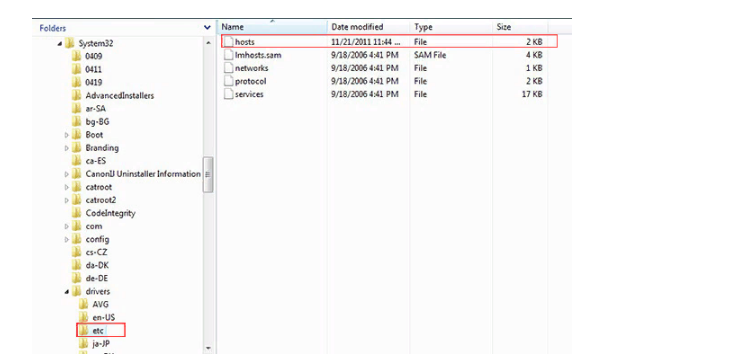 Folders
System32
0409
0411
0419
AdvancedInstallers
ar-SA
bg-BG
Boot
Branding
ca-ES
CanonIJ Uninstaller Information
catroot
catroot2
CodeIntegrity
com
config
cs-CZ
da-DK
de-DE
drivers
AVG
en-US
etc
ja-JP
Name Date modified Type Size
hosts 11/21/2011 11:44 ... File 2 KB
lmhosts.sam 9/18/2006 4:41 PM SAM File 4 KB
networks 9/18/2006 4:41 PM File 1 KB
protocol 9/18/2006 4:41 PM File 2 KB
services 9/18/2006 4:41 PM File 17 KB